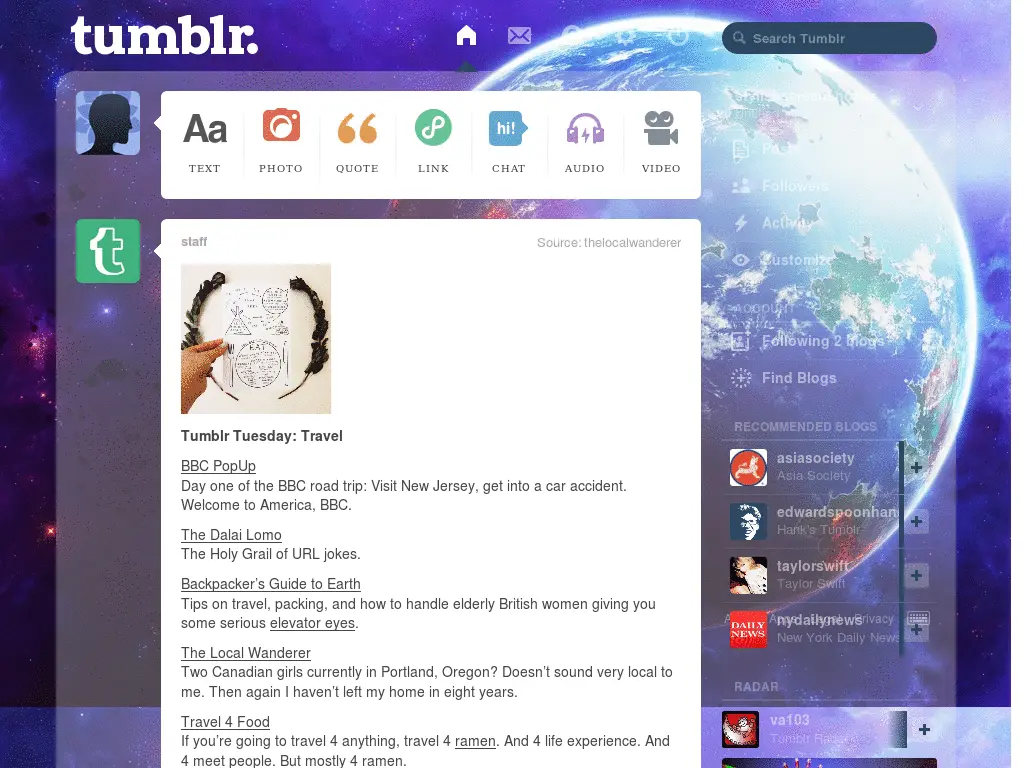 tumblr.
Search Tumblr
Aa
hi!
TEXT
PHOTO
QUOTE
LINK
CHAT
AUDIO
VIDEO
Followers
Activity
Customize
ACCOUNT
Following 2 Blogs
Find Blogs
RECOMMENDED BLOGS
asiasociety
Asia Society
edwardspoonhan
Hank's Tumblr
taylorswift
Taylor Swift
DAILY NEWS
nydailynews
New York Daily News
Apps Legal Privacy
RADAR
va103
Tumblr Radar
t
staff
Source: thelocalwanderer
EAT
Tumblr Tuesday: Travel
BBC PopUp
Day one of the BBC road trip: Visit New Jersey, get into a car accident.
Welcome to America, BBC.
The Dalai Lomo
The Holy Grail of URL jokes.
Backpacker's Guide to Earth
Tips on travel, packing, and how to handle elderly British women giving you
some serious elevator eyes.
The Local Wanderer
Two Canadian girls currently in Portland, Oregon? Doesn't sound very local to
me. Then again I haven't left my home in eight years.
Travel 4 Food
If you're going to travel 4 anything, travel 4 ramen. And 4 life experience. And
4 meet people. But mostly 4 ramen.